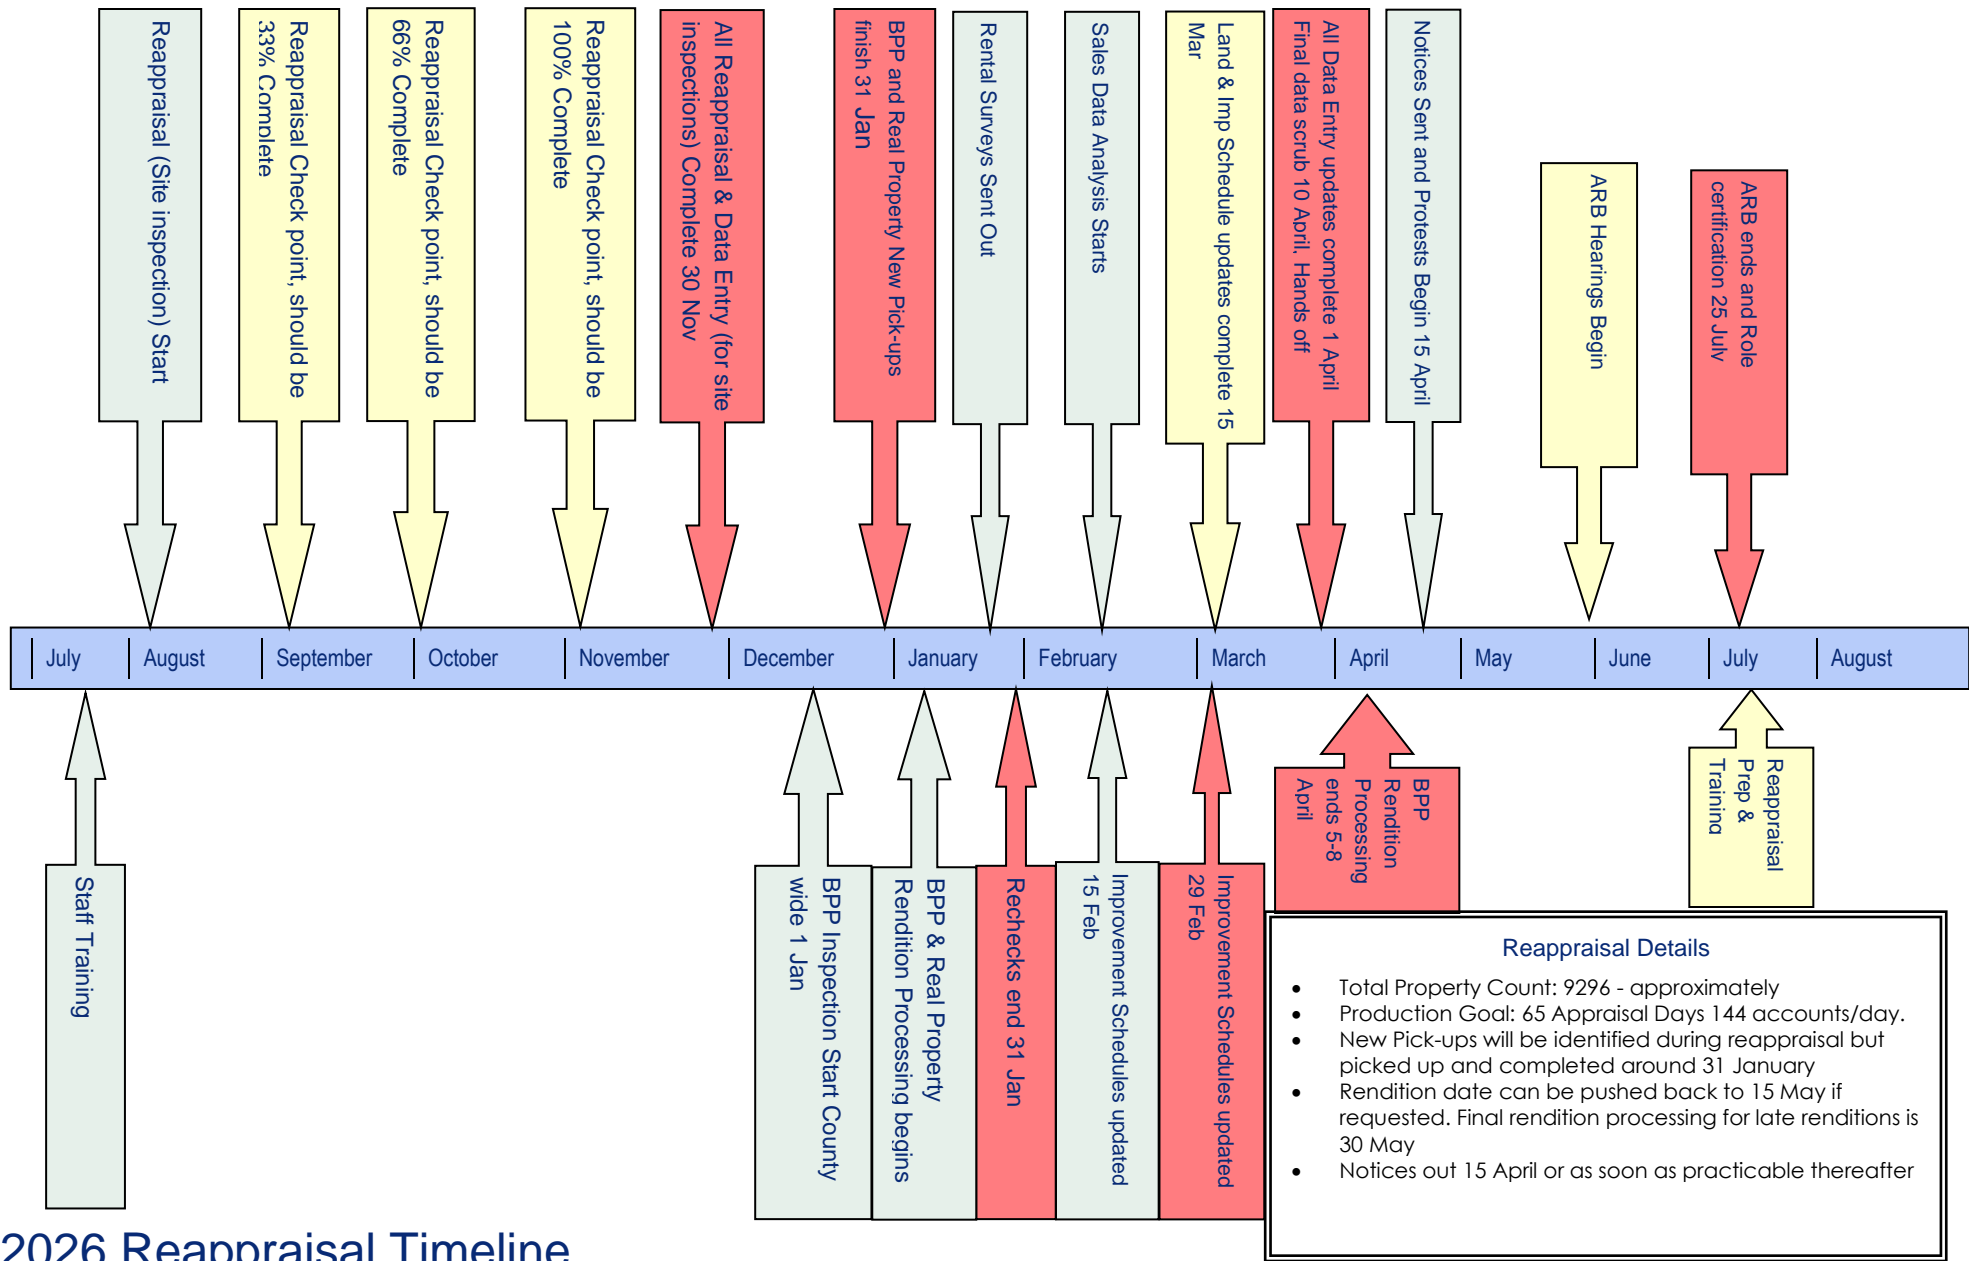 Reappraisal (Site inspection) Start
Reappraisal Check point, should be
33% Complete
Reappraisal Check point, should be
66% Complete
Reappraisal Check point, should be
100% Complete
All Reappraisal & Data Entry (for site
inspections) Complete 30 Nov
BPP and Real Property New Pick-ups
finish 31 Jan
Rental Surveys Sent Out
Sales Data Analysis Starts
Land & Imp Schedule updates complete 15
Mar
All Data Entry updates complete 1 April
Final data scrub 10 April. Hands off
Notices Sent and Protests Begin 15 April
ARB Hearings Begin
ARB ends and Role
certification 25 July
July
August
September
October
November
December
January
February
March
April
May
June
July
August
Staff Training
BPP Inspection Start County
wide 1 Jan
BPP & Real Property
Rendition Processing begins
Rechecks end 31 Jan
Improvement Schedules updated
15 Feb
Improvement Schedules updated
29 Feb
BPP
Rendition
Processing
ends 5-8
April
Reappraisal
Prep &
Training
Reappraisal Details
• Total Property Count: 9296 - approximately
• Production Goal: 65 Appraisal Days 144 accounts/day.
• New Pick-ups will be identified during reappraisal but
picked up and completed around 31 January
• Rendition date can be pushed back to 15 May if
requested. Final rendition processing for late renditions is
30 May
• Notices out 15 April or as soon as practicable thereafter
2026 Reappraisal Timeline